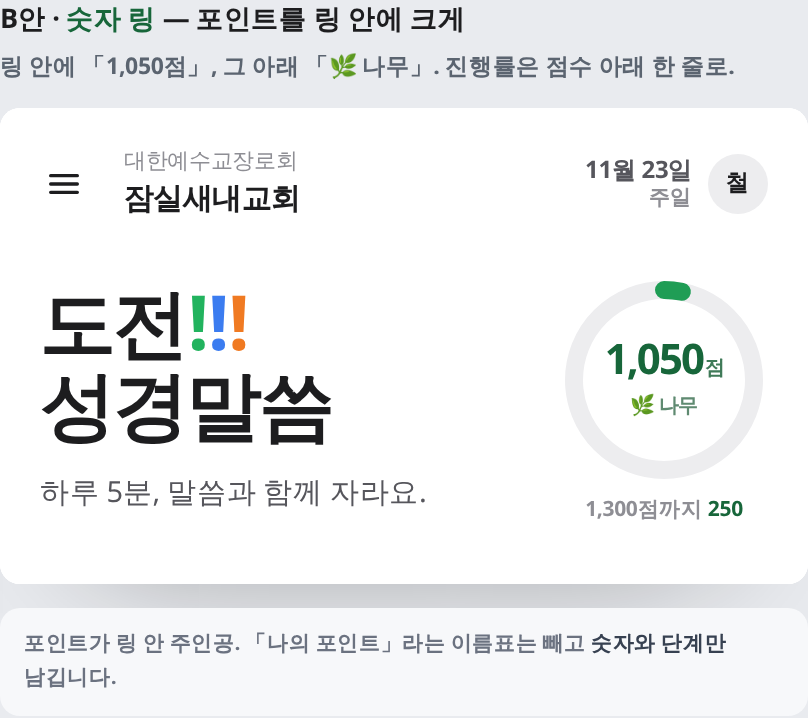 B안 · 숫자 링 — 포인트를 링 안에 크게
링 안에 「1,050점」, 그 아래 「🌿 나무」. 진행률은 점수 아래 한 줄로.
대한예수교장로회
잠실새내교회
11월 23일
주일
철
도전!!!
성경말씀
하루 5분, 말씀과 함께 자라요.
1,050점
🌿 나무
1,300점까지 250
포인트가 링 안 주인공. 「나의 포인트」라는 이름표는 빼고 숫자와 단계만
남깁니다.